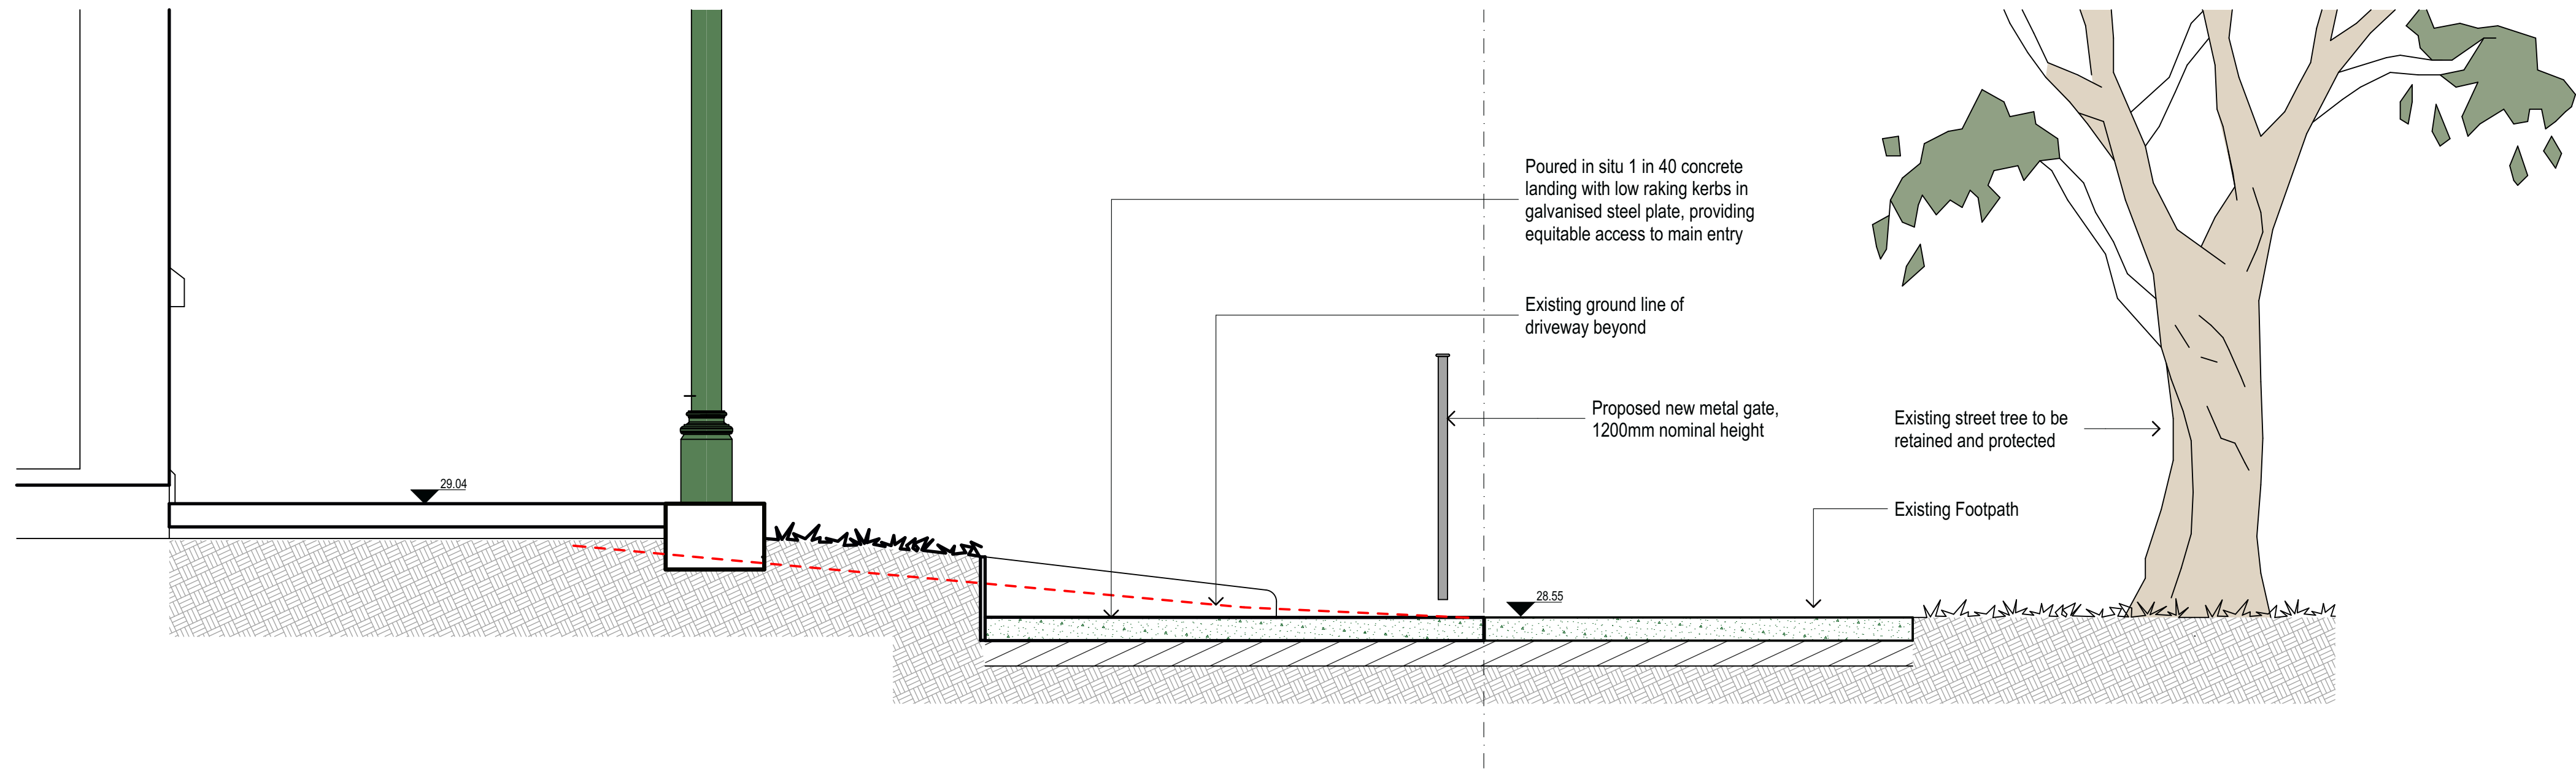 Poured in situ 1 in 40 concrete
landing with low raking kerbs in
galvanised steel plate, providing
equitable access to main entry
Existing ground line of
driveway beyond
Proposed new metal gate,
1200mm nominal height
Existing street tree to be
retained and protected
29.04
Existing Footpath
28.55